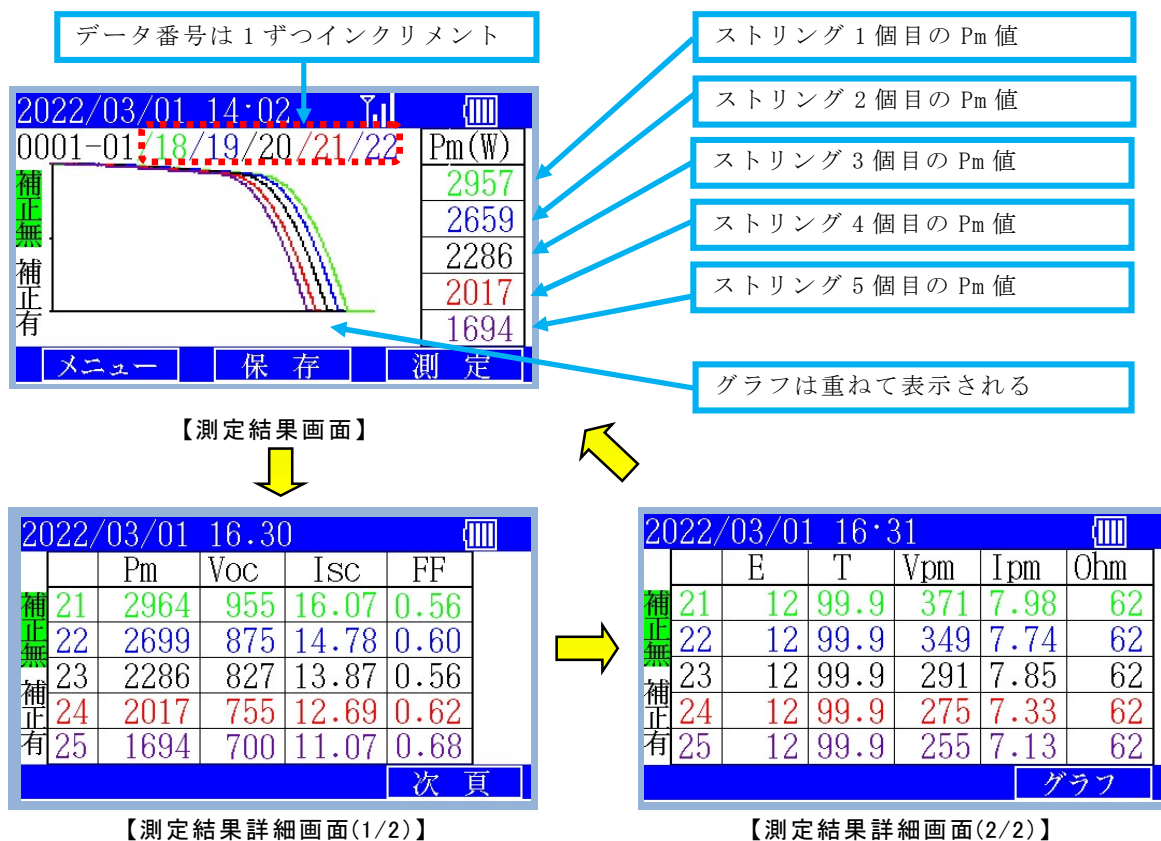 データ番号は1ずつインクリメント
ストリング1個目のPm値
ストリング2個目のPm値
ストリング3個目のPm値
ストリング4個目のPm値
ストリング5個目のPm値
グラフは重ねて表示される
2022/03/01 14:02
0001-01/18/19/20/21/22
Pm(W)
2957
2659
2286
2017
1694
補正無
補正有
メニュー 保存 測定
【測定結果画面】
2022/03/01 16.30
Pm Voc Isc FF
21 2964 955 16.07 0.56
22 2699 875 14.78 0.60
23 2286 827 13.87 0.56
24 2017 755 12.69 0.62
25 1694 700 11.07 0.68
補正無
補正有
次頁
【測定結果詳細画面(1/2)】
2022/03/01 16:31
E T Vpm Ipm Ohm
21 12 99.9 371 7.98 62
22 12 99.9 349 7.74 62
23 12 99.9 291 7.85 62
24 12 99.9 275 7.33 62
25 12 99.9 255 7.13 62
補正無
補正有
グラフ
【測定結果詳細画面(2/2)】